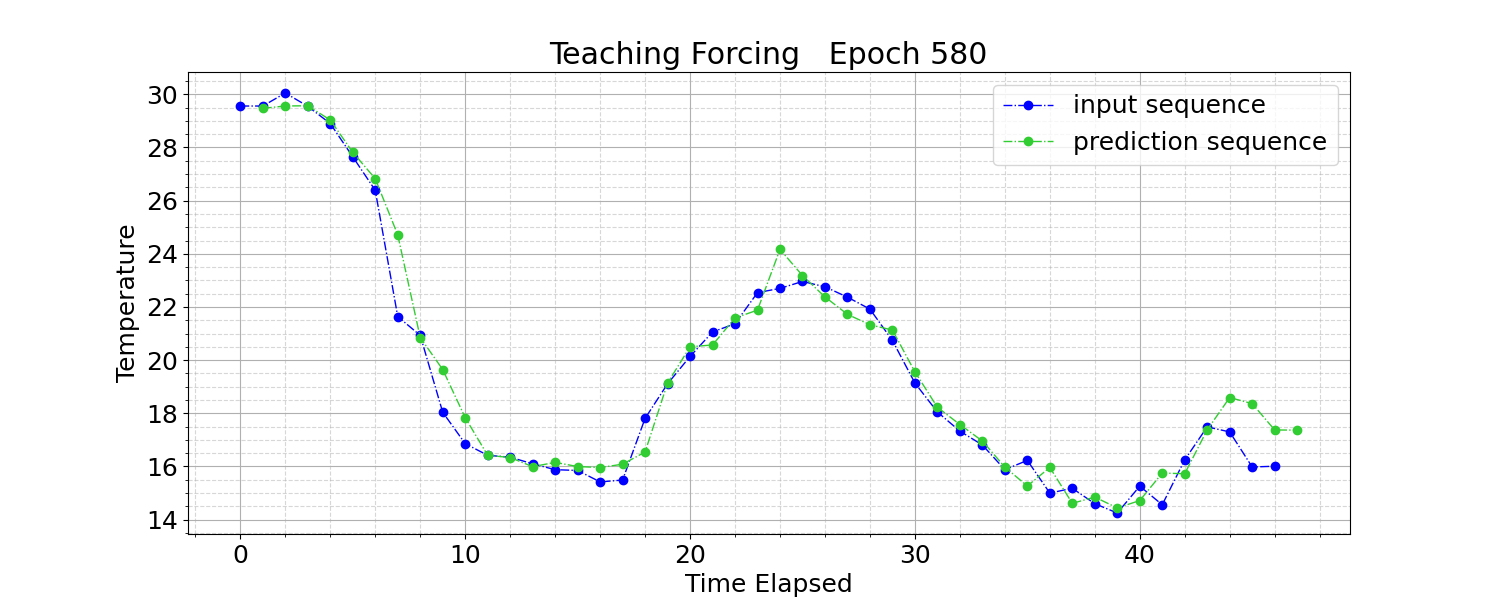 Teaching Forcing   Epoch 580
30
28
26
24
22
20
18
16
14
Temperature
input sequence
prediction sequence
0 10 20 30 40
Time Elapsed